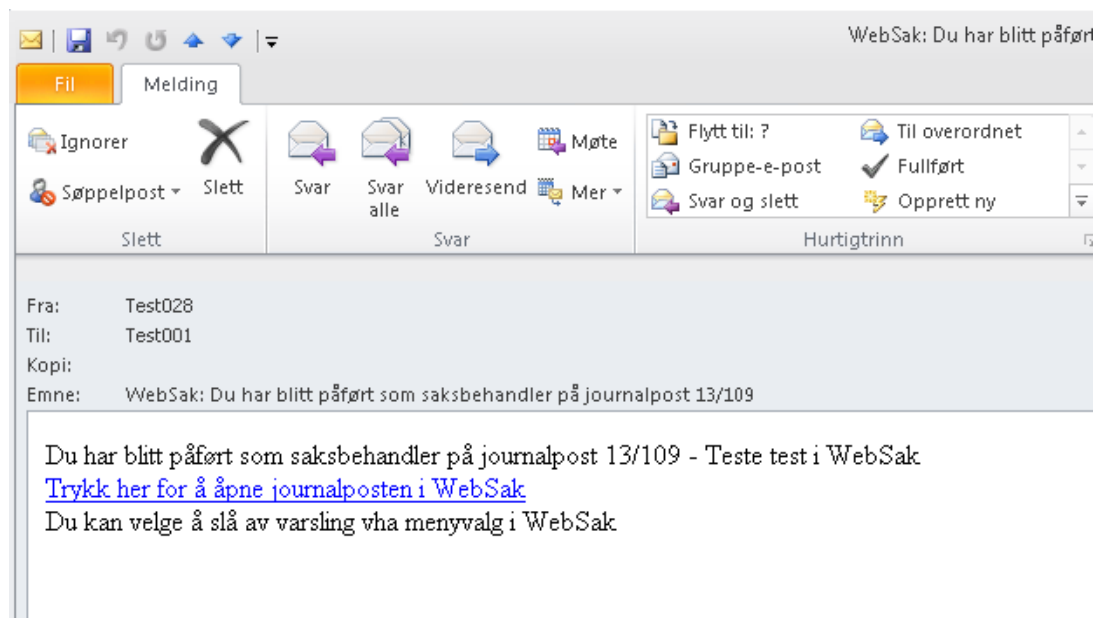 WebSak: Du har blitt påført
Fil Melding
Ignorer
Søppelpost
Slett
Svar
Svar alle
Videresend
Møte
Mer
Flytt til: ?
Gruppe-e-post
Svar og slett
Til overordnet
Fullført
Opprett ny
Slett Svar Hurtigtrinn
Fra: Test028
Til: Test001
Kopi:
Emne: WebSak: Du har blitt påført som saksbehandler på journalpost 13/109
Du har blitt påført som saksbehandler på journalpost 13/109 - Teste test i WebSak
Trykk her for å åpne journalposten i WebSak
Du kan velge å slå av varsling vha menyvalg i WebSak